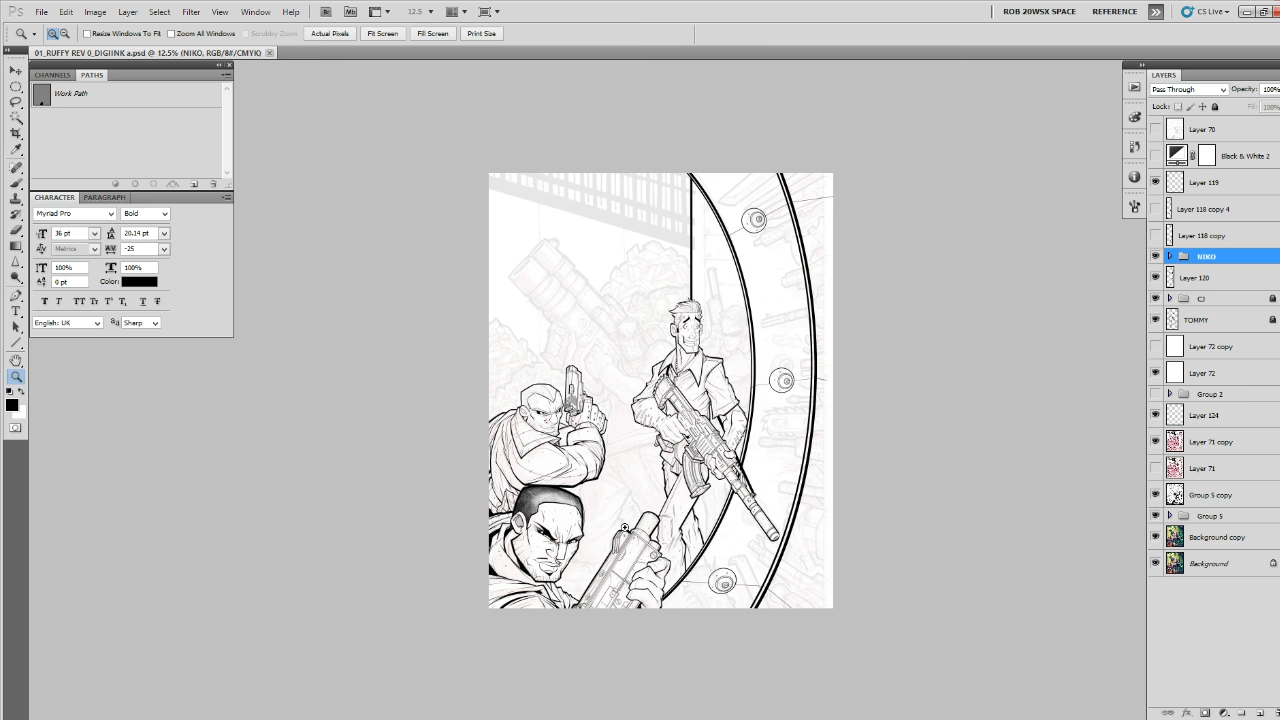 Ps File Edit Image Layer Select Filter View Window Help Br Mb 12.5 ROB 20WSX SPACE REFERENCE CS Live
Resize Windows To Fit Zoom All Windows Scrubby Zoom Actual Pixels Fit Screen Fill Screen Print Size
01_RUFFY REV 0_DIGIINK a.psd @ 12.5% (NIKO, RGB/8#/CMYK)
CHANNELS PATHS
Work Path
CHARACTER PARAGRAPH
Myriad Pro Bold
36 pt 20.14 pt
Metrics -25
100% 100%
0 pt Color:
English: UK Sharp
LAYERS
Pass Through Opacity: 100%
Lock: Fill: 100%
Layer 70
Black & White 2
Layer 119
Layer 118 copy 4
Layer 118 copy
NIKO
Layer 120
CJ
TOMMY
Layer 72 copy
Layer 72
Group 2
Layer 124
Layer 71 copy
Layer 71
Group 5 copy
Group 5
Background copy
Background